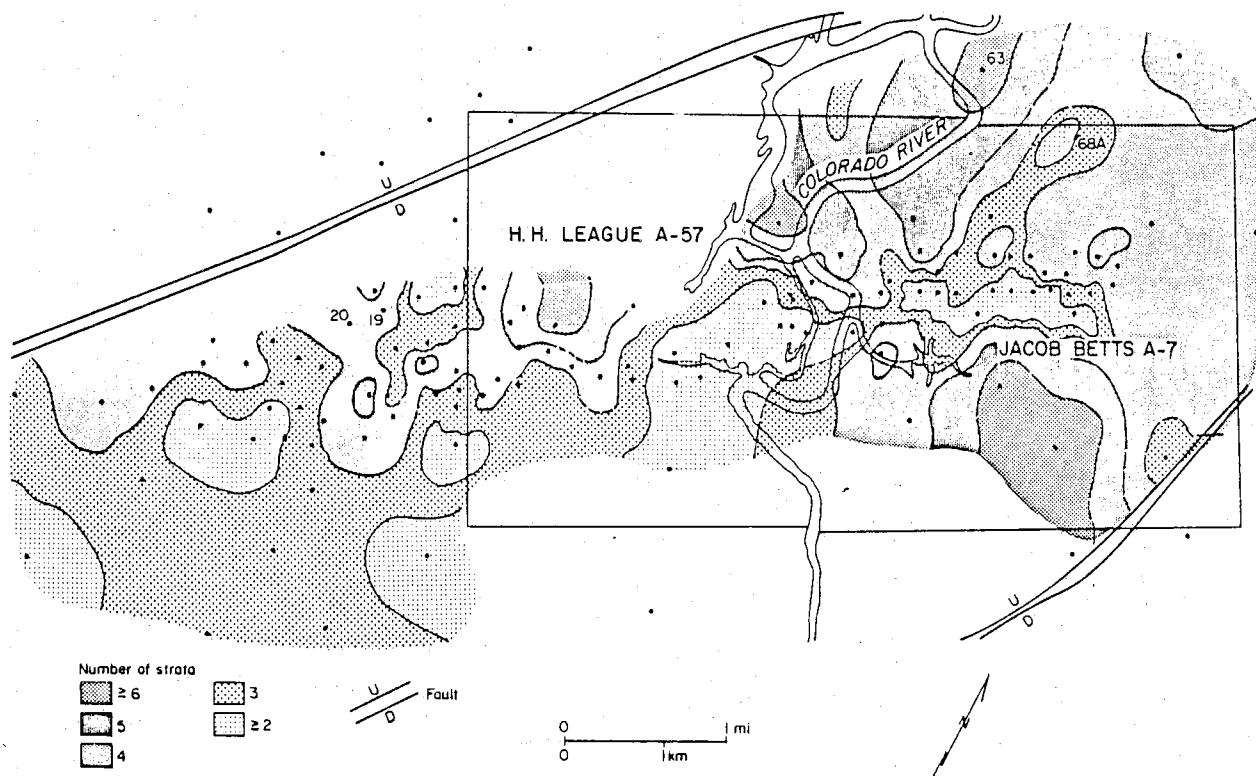 63
COLORADO RIVER
68A
U
D
H. H. LEAGUE A-57
20 19
JACOB BETTS A-7
U
D
Number of strata
≥ 6
3
5
≥ 2
4
U
D
Fault
0 1 mi
0 1 km
N